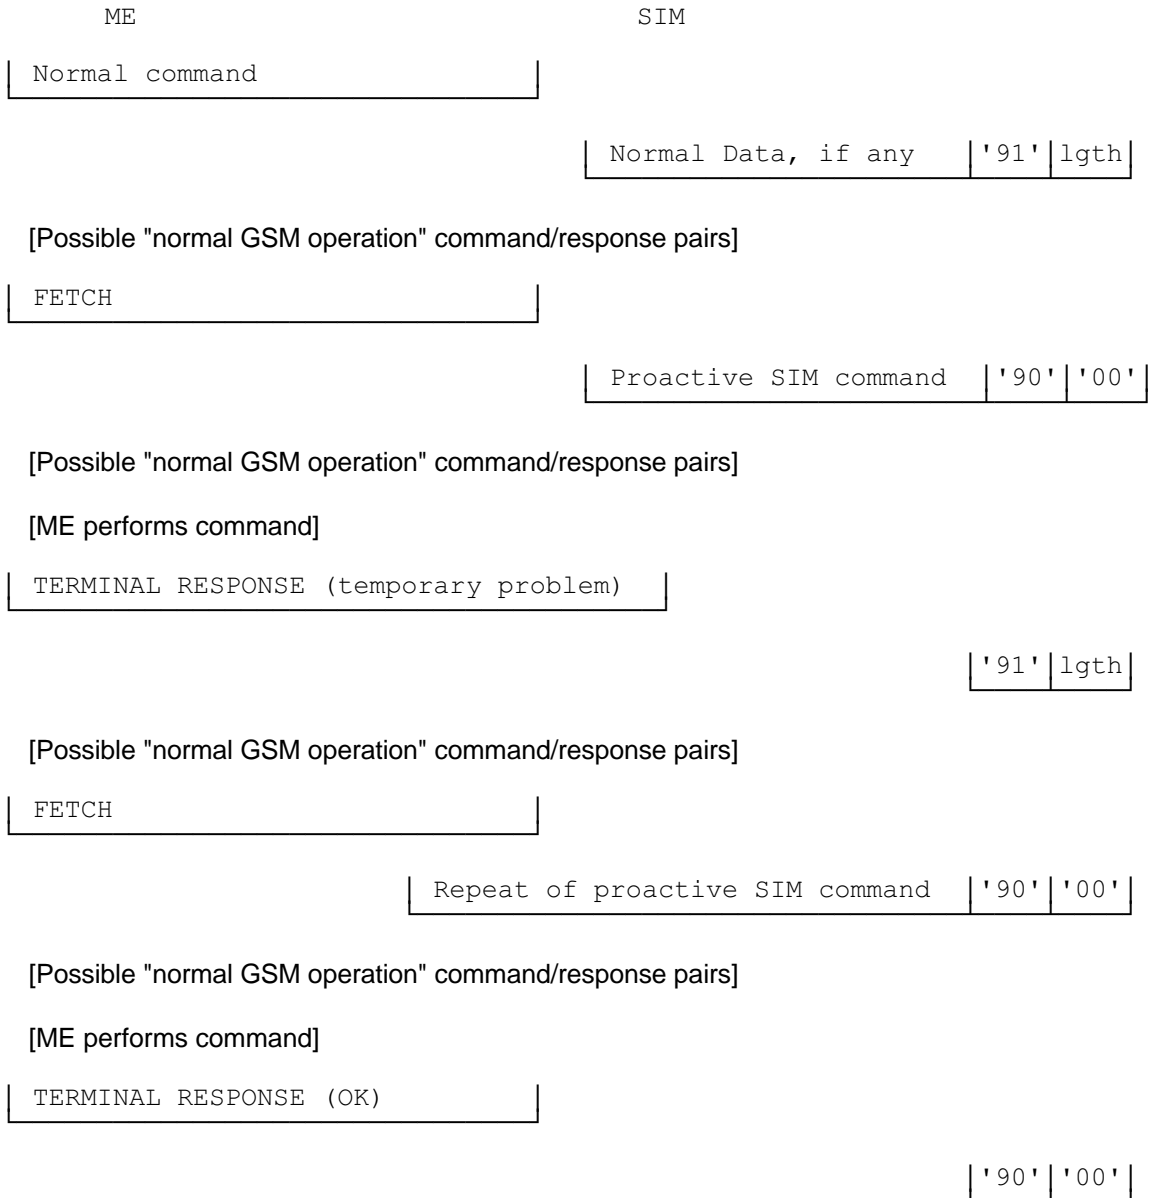 ME SIM
Normal command
Normal Data, if any '91' lgth
[Possible "normal GSM operation" command/response pairs]
FETCH
Proactive SIM command '90' '00'
[Possible "normal GSM operation" command/response pairs]
[ME performs command]
TERMINAL RESPONSE (temporary problem)
'91' lgth
[Possible "normal GSM operation" command/response pairs]
FETCH
Repeat of proactive SIM command '90' '00'
[Possible "normal GSM operation" command/response pairs]
[ME performs command]
TERMINAL RESPONSE (OK)
'90' '00'